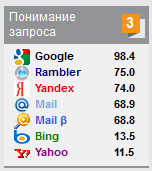 Понимание
запроса
3
Google 98.4
Rambler 75.0
Яndex 74.0
Mail 68.9
Mail β 68.8
Bing 13.5
Yahoo 11.5